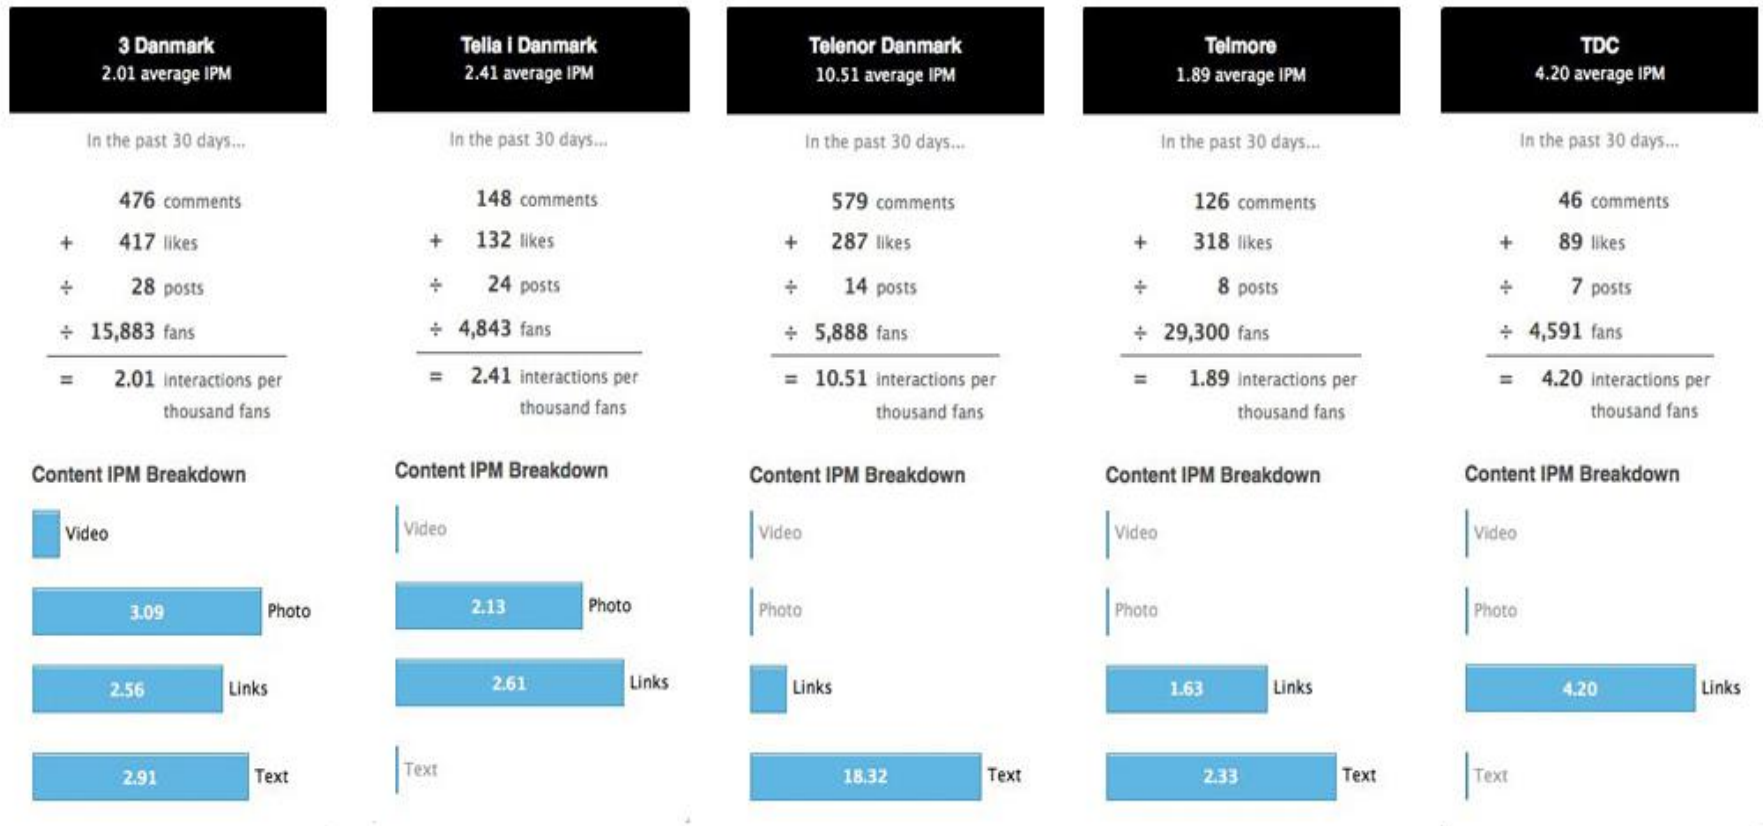 3 Danmark
2.01 average IPM
In the past 30 days...
476 comments
+ 417 likes
÷ 28 posts
÷ 15,883 fans
= 2.01 interactions per
thousand fans
Content IPM Breakdown
Video
3.09 Photo
2.56 Links
2.91 Text
Telia i Danmark
2.41 average IPM
In the past 30 days...
148 comments
+ 132 likes
÷ 24 posts
÷ 4,843 fans
= 2.41 interactions per
thousand fans
Content IPM Breakdown
Video
2.13 Photo
2.61 Links
Text
Telenor Danmark
10.51 average IPM
In the past 30 days...
579 comments
+ 287 likes
÷ 14 posts
÷ 5,888 fans
= 10.51 interactions per
thousand fans
Content IPM Breakdown
Video
Photo
Links
18.32 Text
Telmore
1.89 average IPM
In the past 30 days...
126 comments
+ 318 likes
÷ 8 posts
÷ 29,300 fans
= 1.89 interactions per
thousand fans
Content IPM Breakdown
Video
Photo
1.63 Links
2.33 Text
TDC
4.20 average IPM
In the past 30 days...
46 comments
+ 89 likes
÷ 7 posts
÷ 4,591 fans
= 4.20 interactions per
thousand fans
Content IPM Breakdown
Video
Photo
4.20 Links
Text